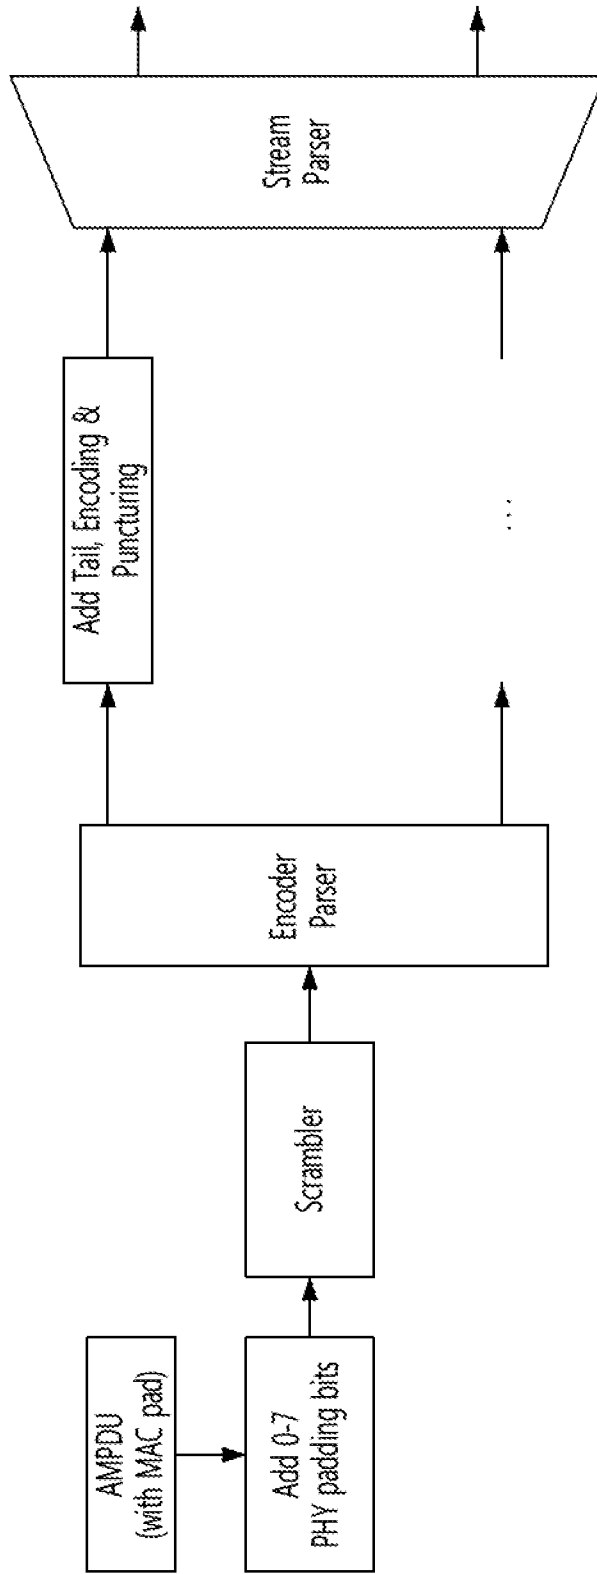 AMPDU
(with MAC pad)
Add 0-7
PHY padding bits
Scrambler
Encoder
Parser
Add Tail, Encoding &
Puncturing
...
Stream
Parser